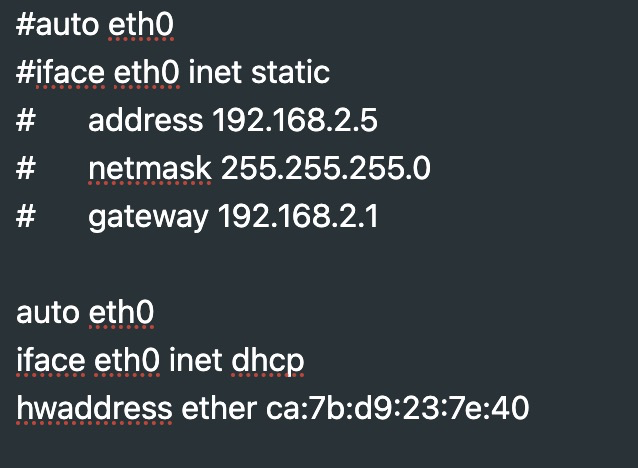 #auto eth0
#iface eth0 inet static
#      address 192.168.2.5
#      netmask 255.255.255.0
#      gateway 192.168.2.1

auto eth0
iface eth0 inet dhcp
hwaddress ether ca:7b:d9:23:7e:40